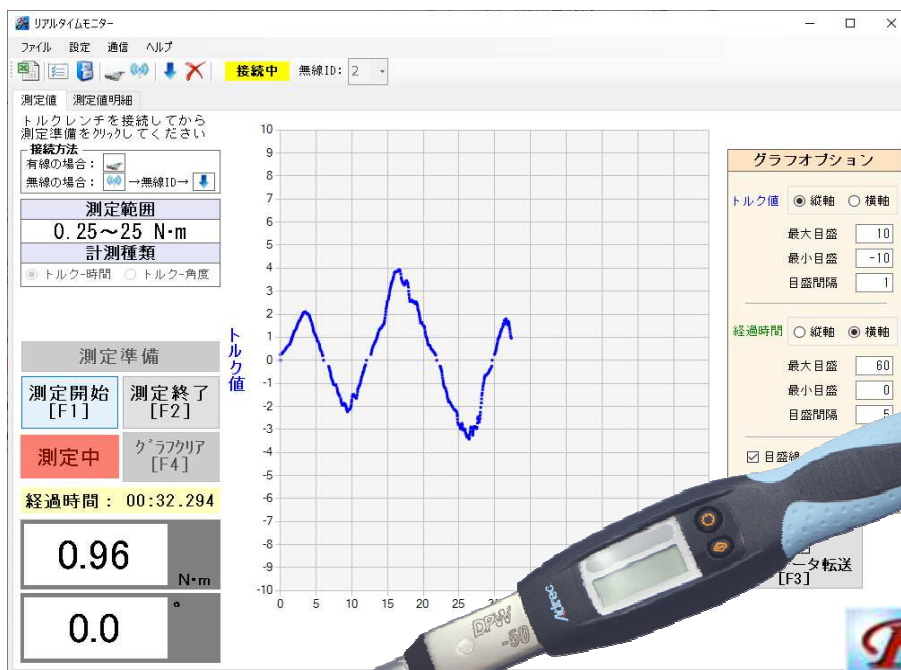 リアルタイムモニター
ファイル 設定 通信 ヘルプ
接続中 無線ID: 2
測定値 測定値明細
トルクレンチを接続してから
測定準備をクリックしてください
接続方法
有線の場合：
無線の場合： →無線ID→
測定範囲
0.25～25 N・m
計測種類
トルク-時間 トルク-角度
測定準備
測定開始
[F1]
測定終了
[F2]
測定中
グラフクリア
[F4]
経過時間： 00:32.294
0.96
N・m
0.0
°
トルク値
10
9
8
7
6
5
4
3
2
1
0
-1
-2
-3
-4
-5
-6
-7
-8
-9
-10
0 5 10 15 20 25
グラフオプション
トルク値 縦軸 横軸
最大目盛 10
最小目盛 -10
目盛間隔 1
経過時間 縦軸 横軸
最大目盛 60
最小目盛 0
目盛間隔 5
目盛線
ータ転送
[F3]
DPW
-50